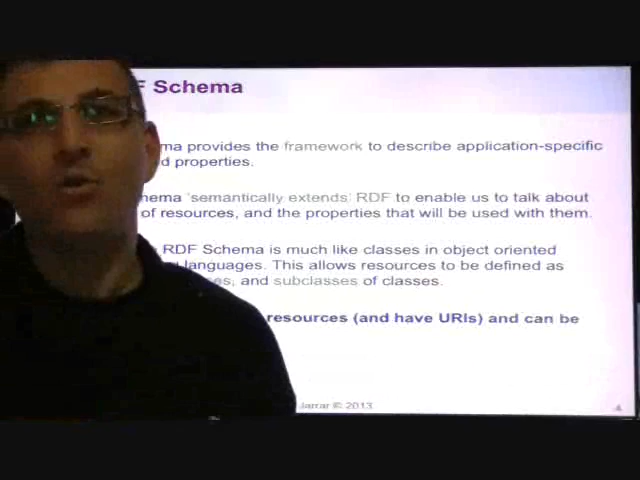 F Schema
ma provides the framework to describe application-specific
d properties.
hema 'semantically extends' RDF to enable us to talk about
of resources, and the properties that will be used with them.
RDF Schema is much like classes in object oriented
languages. This allows resources to be defined as
es, and subclasses of classes.
resources (and have URIs) and can be
Jarrar © 2013
4